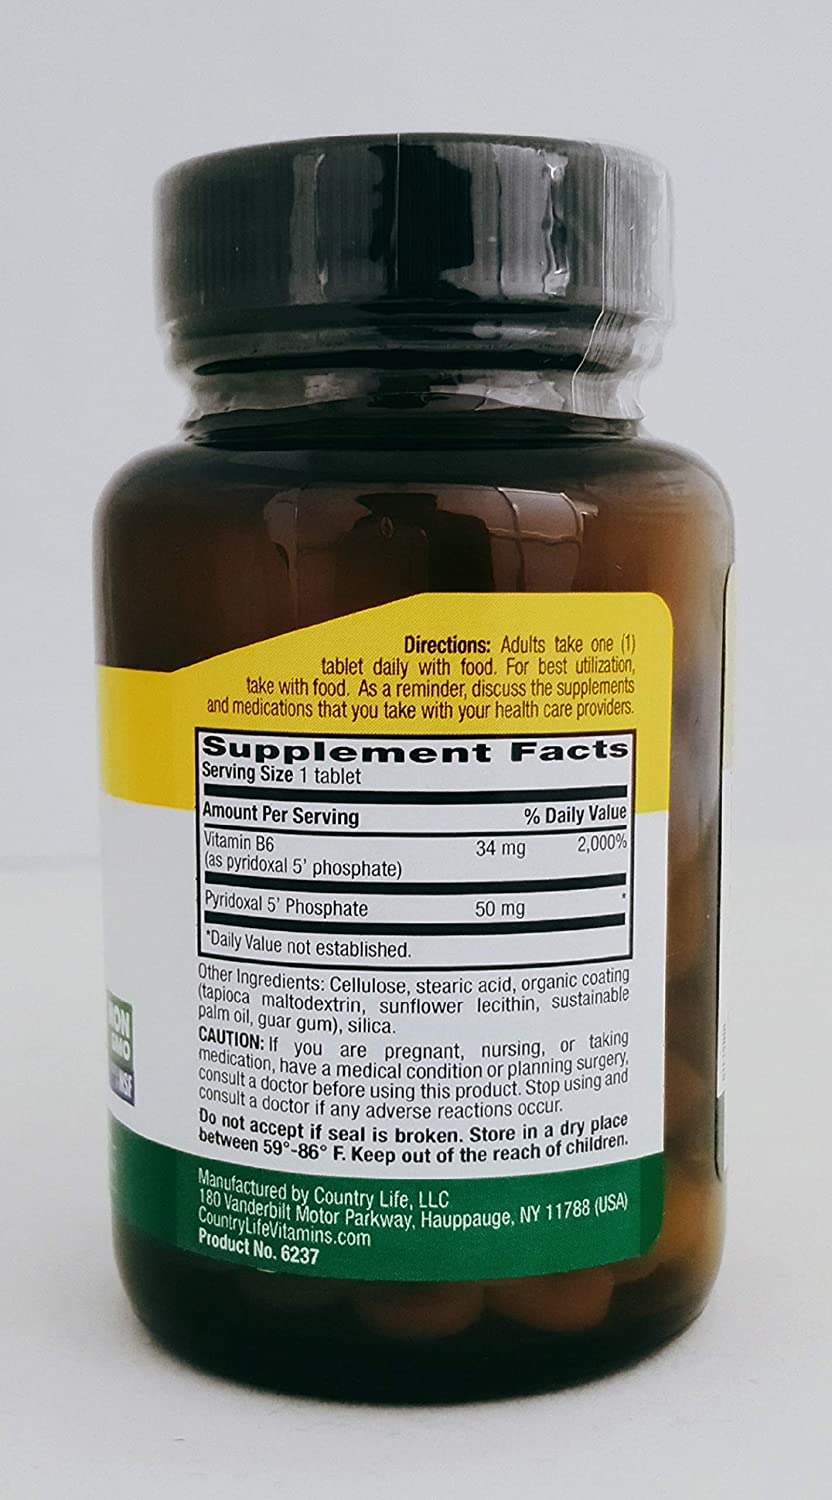 Directions: Adults take one (1)
tablet daily with food. For best utilization,
take with food. As a reminder, discuss the supplements
and medications that you take with your health care providers.
Supplement Facts
Serving Size 1 tablet
Amount Per Serving % Daily Value
Vitamin B6 34 mg 2,000%
(as pyridoxal 5' phosphate)
Pyridoxal 5' Phosphate 50 mg *
*Daily Value not established.
Other Ingredients: Cellulose, stearic acid, organic coating
(tapioca maltodextrin, sunflower lecithin, sustainable
palm oil, guar gum), silica.
CAUTION: If you are pregnant, nursing, or taking
medication, have a medical condition or planning surgery,
consult a doctor before using this product. Stop using and
consult a doctor if any adverse reactions occur.
Do not accept if seal is broken. Store in a dry place
between 59°-86° F. Keep out of the reach of children.
Manufactured by Country Life, LLC
180 Vanderbilt Motor Parkway, Hauppauge, NY 11788 (USA)
CountryLifeVitamins.com
Product No. 6237
NSF